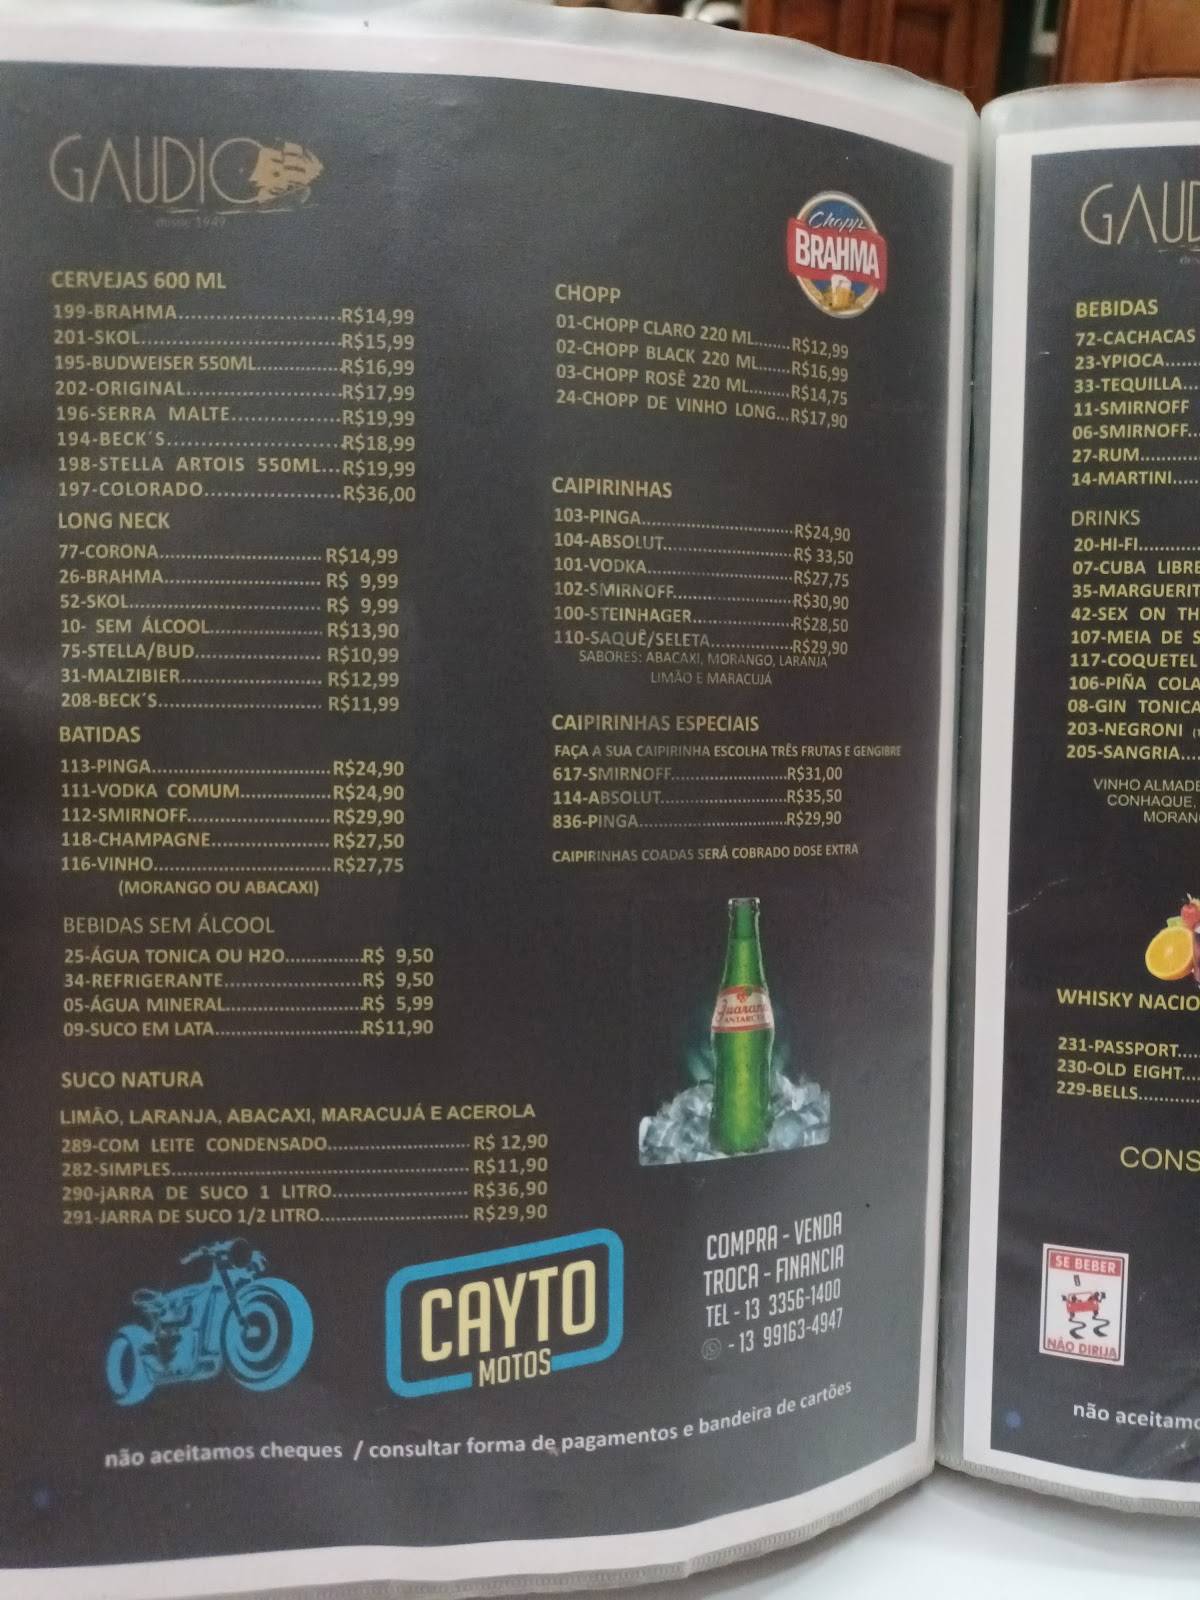 GAUDIO
desde 1949
CERVEJAS 600 ML
199-BRAHMA..............................R$14,99
201-SKOL..............................R$15,99
195-BUDWEISER 550ML...............R$16,99
202-ORIGINAL..............................R$17,99
196-SERRA MALTE.....................R$19,99
194-BECK´S..............................R$18,99
198-STELLA ARTOIS 550ML...R$19,99
197-COLORADO.........................R$36,00
LONG NECK
77-CORONA.............................. R$14,99
26-BRAHMA.............................. R$ 9,99
52-SKOL.............................. R$ 9,99
10- SEM ÁLCOOL.................... R$13,90
75-STELLA/BUD....................... R$10,99
31-MALZIBIER......................... R$12,99
208-BECK´S.............................. R$11,99
BATIDAS
113-PINGA..............................R$24,90
111-VODKA COMUM................R$24,90
112-SMIRNOFF.........................R$29,90
118-CHAMPAGNE.....................R$27,50
116-VINHO..............................R$27,75
(MORANGO OU ABACAXI)
BEBIDAS SEM ÁLCOOL
25-ÁGUA TONICA OU H2O..............R$ 9,50
34-REFRIGERANTE.........................R$ 9,50
05-ÁGUA MINERAL.........................R$ 5,99
09-SUCO EM LATA.........................R$11,90
SUCO NATURA
LIMÃO, LARANJA, ABACAXI, MARACUJÁ E ACEROLA
289-COM LEITE CONDENSADO......................... R$ 12,90
282-SIMPLES.................................................. R$11,90
290-jARRA DE SUCO 1 LITRO........................ R$36,90
291-JARRA DE SUCO 1/2 LITRO......................... R$29,90
CAYTO
MOTOS
Chopp
BRAHMA
CHOPP
01-CHOPP CLARO 220 ML.......R$12,99
02-CHOPP BLACK 220 ML......R$16,99
03-CHOPP ROSÊ 220 ML........R$14,75
24-CHOPP DE VINHO LONG...R$17,90
CAIPIRINHAS
103-PINGA..............................R$24,90
104-ABSOLUT.........................R$ 33,50
101-VODKA..............................R$27,75
102-SMIRNOFF.........................R$30,90
100-STEINHAGER....................R$28,50
110-SAQUÊ/SELETA................R$29,90
SABORES: ABACAXI, MORANGO, LARANJA
LIMÃO E MARACUJÁ
CAIPIRINHAS ESPECIAIS
FAÇA A SUA CAIPIRINHA ESCOLHA TRÊS FRUTAS E GENGIBRE
617-SMIRNOFF.........................R$31,00
114-ABSOLUT.........................R$35,50
836-PINGA..............................R$29,90
CAIPIRINHAS COADAS SERÁ COBRADO DOSE EXTRA
Guaraná
ANTARCTI
COMPRA - VENDA
TROCA - FINANCIA
TEL - 13 3356-1400
- 13 99163-4947
não aceitamos cheques / consultar forma de pagamentos e bandeira de cartões
GAU
BEBIDAS
72-CACHACAS
23-YPIOCA......
33-TEQUILLA....
11-SMIRNOFF
06-SMIRNOFF...
27-RUM..........
14-MARTINI.....
DRINKS
20-HI-FI..........
07-CUBA LIBRE
35-MARGUERIT
42-SEX ON TH
107-MEIA DE S
117-COQUETEL
106-PIÑA COLA
08-GIN TONICA
203-NEGRONI
205-SANGRIA....
VINHO ALMADE
CONHAQUE,
MORANG
WHISKY NACIO
231-PASSPORT....
230-OLD EIGHT....
229-BELLS..........
CONS
SE BEBER
NÃO DIRIJA
não aceitamo